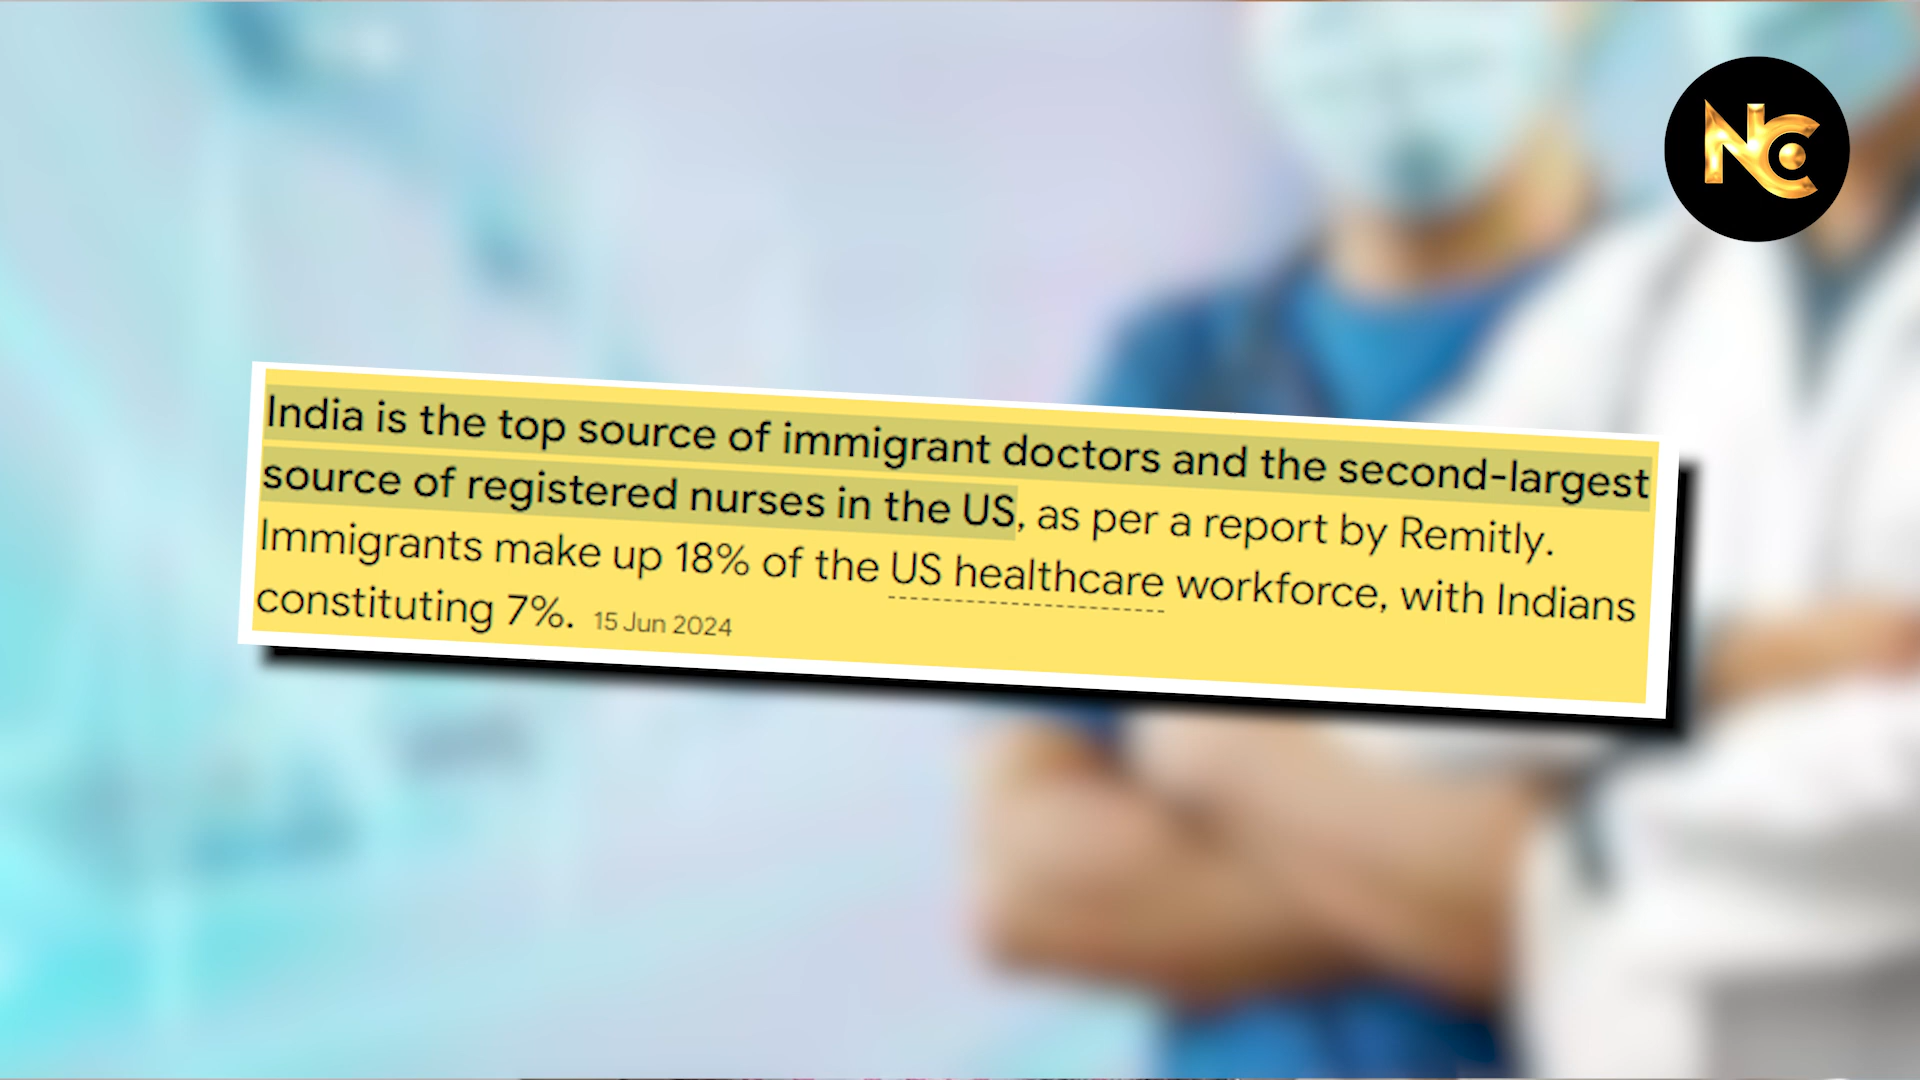 NC
India is the top source of immigrant doctors and the second-largest
source of registered nurses in the US, as per a report by Remitly.
Immigrants make up 18% of the US healthcare workforce, with Indians
constituting 7%. 15 Jun 2024